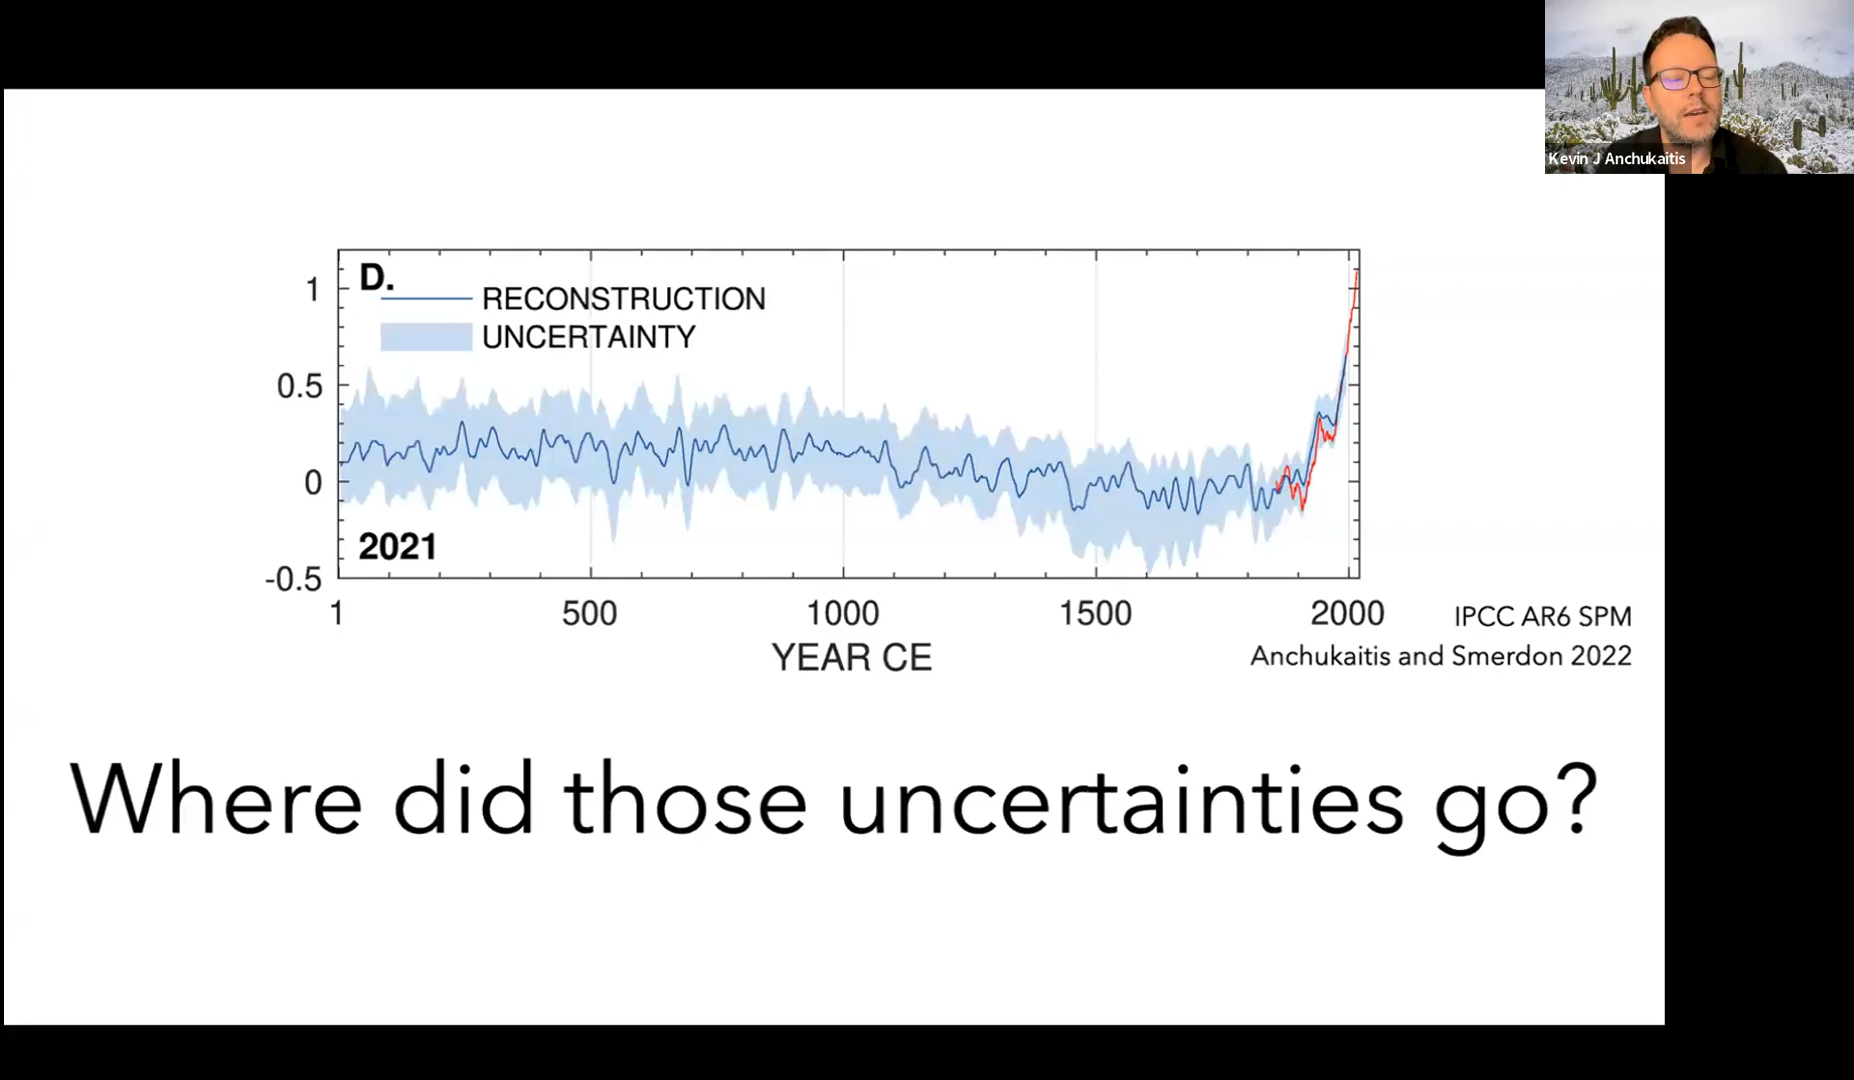 Kevin J Anchukaitis
D.
RECONSTRUCTION
UNCERTAINTY
1
0.5
0
-0.5
2021
1 500 1000 1500 2000
YEAR CE
IPCC AR6 SPM
Anchukaitis and Smerdon 2022
Where did those uncertainties go?